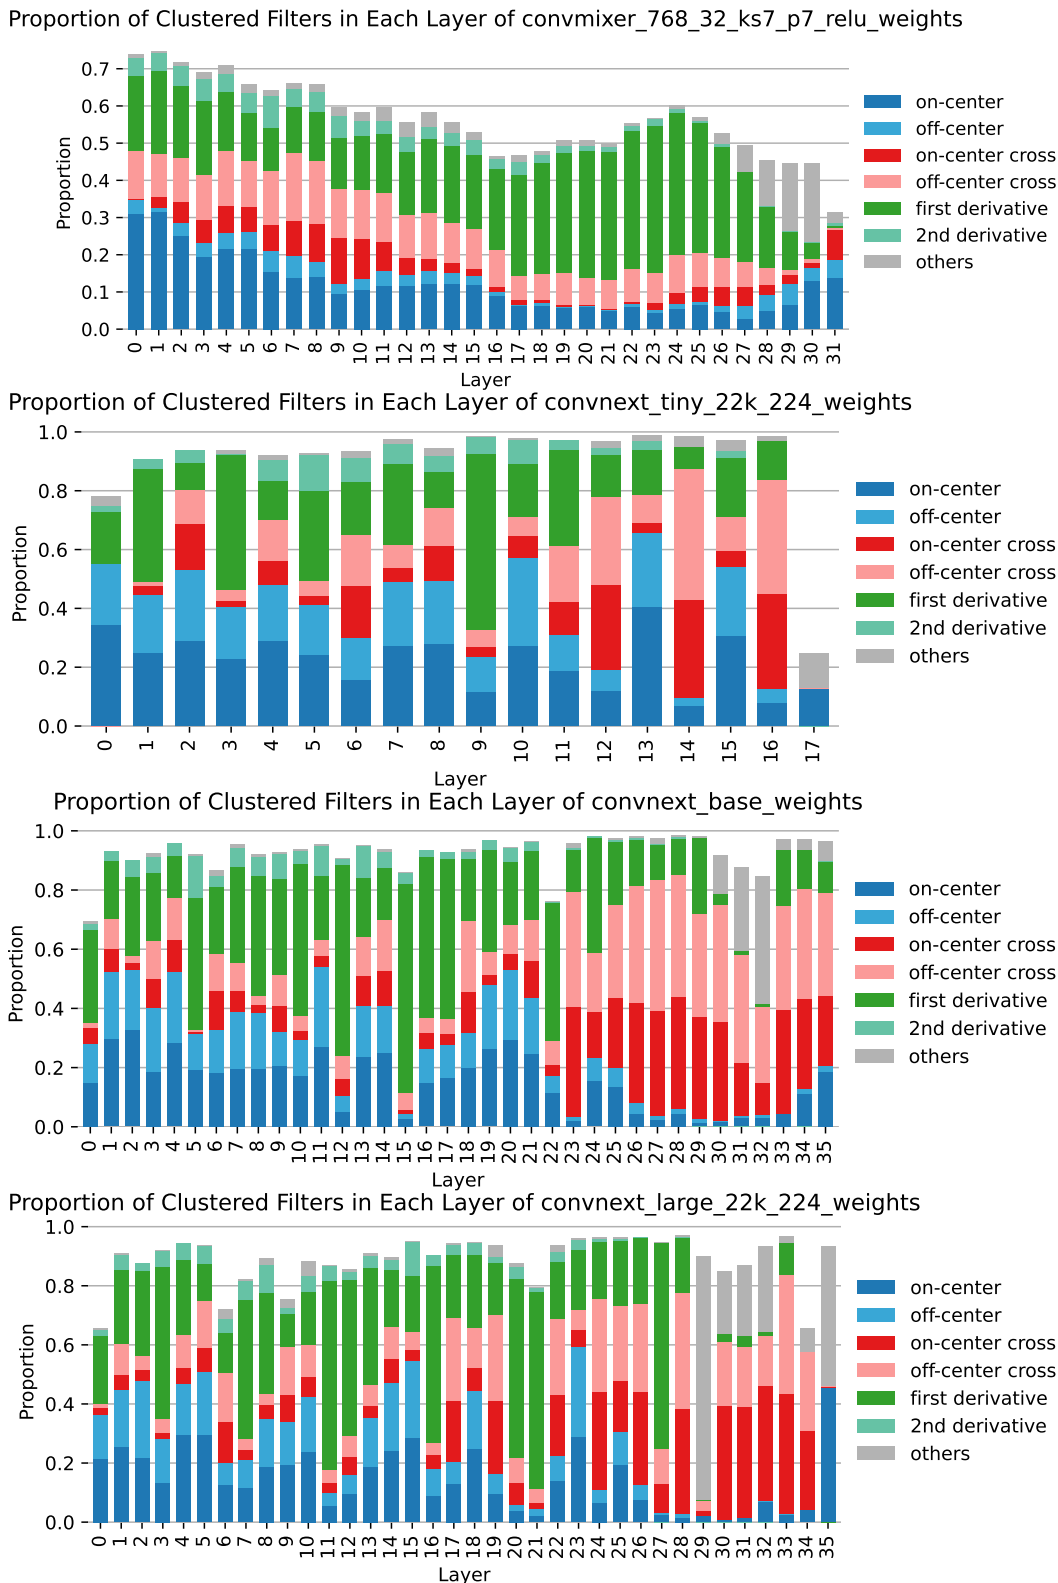 Proportion of Clustered Filters in Each Layer of convmixer_768_32_ks7_p7_relu_weights
Proportion
0.7
0.6
0.5
0.4
0.3
0.2
0.1
0.0
0 1 2 3 4 5 6 7 8 9 10 11 12 13 14 15 16 17 18 19 20 21 22 23 24 25 26 27 28 29 30 31
Layer
on-center
off-center
on-center cross
off-center cross
first derivative
2nd derivative
others
Proportion of Clustered Filters in Each Layer of convnext_tiny_22k_224_weights
Proportion
1.0
0.8
0.6
0.4
0.2
0.0
0 1 2 3 4 5 6 7 8 9 10 11 12 13 14 15 16 17
Layer
on-center
off-center
on-center cross
off-center cross
first derivative
2nd derivative
others
Proportion of Clustered Filters in Each Layer of convnext_base_weights
Proportion
1.0
0.8
0.6
0.4
0.2
0.0
0 1 2 3 4 5 6 7 8 9 10 11 12 13 14 15 16 17 18 19 20 21 22 23 24 25 26 27 28 29 30 31 32 33 34 35
Layer
on-center
off-center
on-center cross
off-center cross
first derivative
2nd derivative
others
Proportion of Clustered Filters in Each Layer of convnext_large_22k_224_weights
Proportion
1.0
0.8
0.6
0.4
0.2
0.0
0 1 2 3 4 5 6 7 8 9 10 11 12 13 14 15 16 17 18 19 20 21 22 23 24 25 26 27 28 29 30 31 32 33 34 35
Layer
on-center
off-center
on-center cross
off-center cross
first derivative
2nd derivative
others